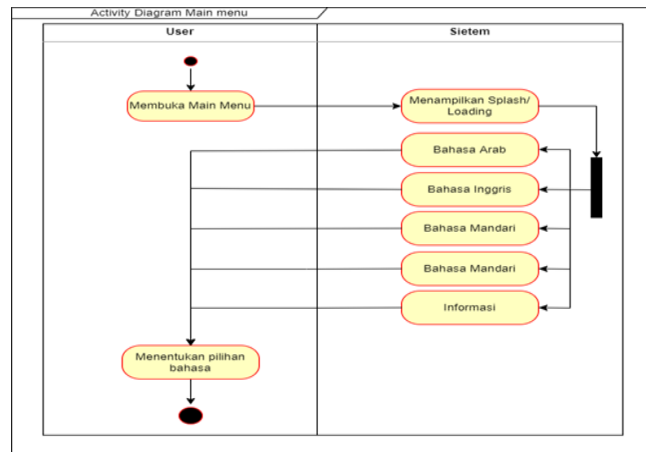 Activity Diagram Main menu
User
Sietem
Membuka Main Menu
Menampilkan Splash/
Loading
Bahasa Arab
Bahasa Inggris
Bahasa Mandari
Bahasa Mandari
Informasi
Menentukan pilihan
bahasa